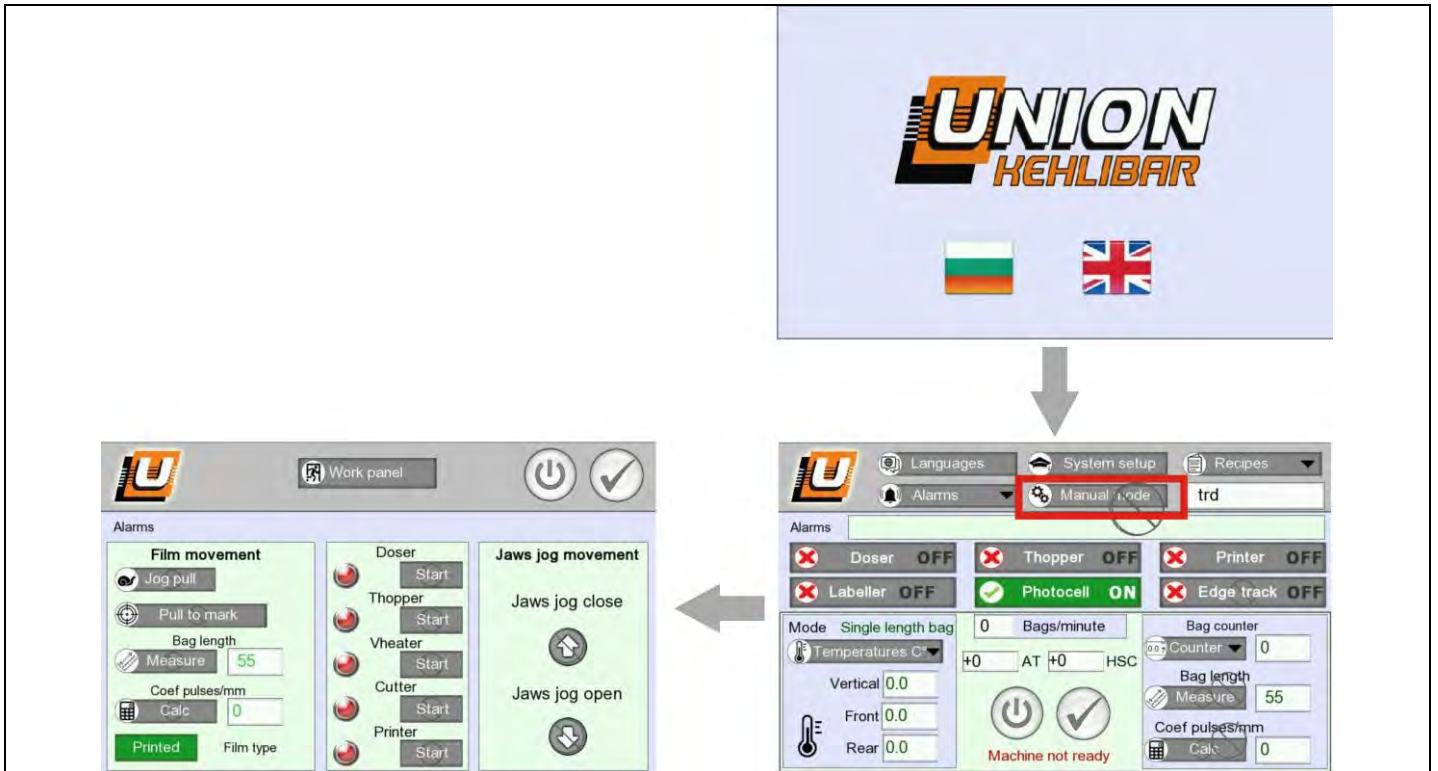 UNION
KEHLIBAR
U
Work panel
Alarms
Film movement
Jog pull
Pull to mark
Bag length
Measure 55
Coef pulses/mm
Calc 0
Printed Film type
Doser
Start
Thopper
Start
Vheater
Start
Cutter
Start
Printer
Start
Jaws jog movement
Jaws jog close
Jaws jog open
U
Languages System setup Recipes
Alarms Manual mode trd
Alarms
Doser OFF Thopper OFF Printer OFF
Labeller OFF Photocell ON Edge track OFF
Mode Single length bag
Temperatures C°
Vertical 0.0
Front 0.0
Rear 0.0
0 Bags/minute
+0 AT +0 HSC
Machine not ready
Bag counter
Counter 0
Bag length
Measure 55
Coef pulses/mm
Calc 0